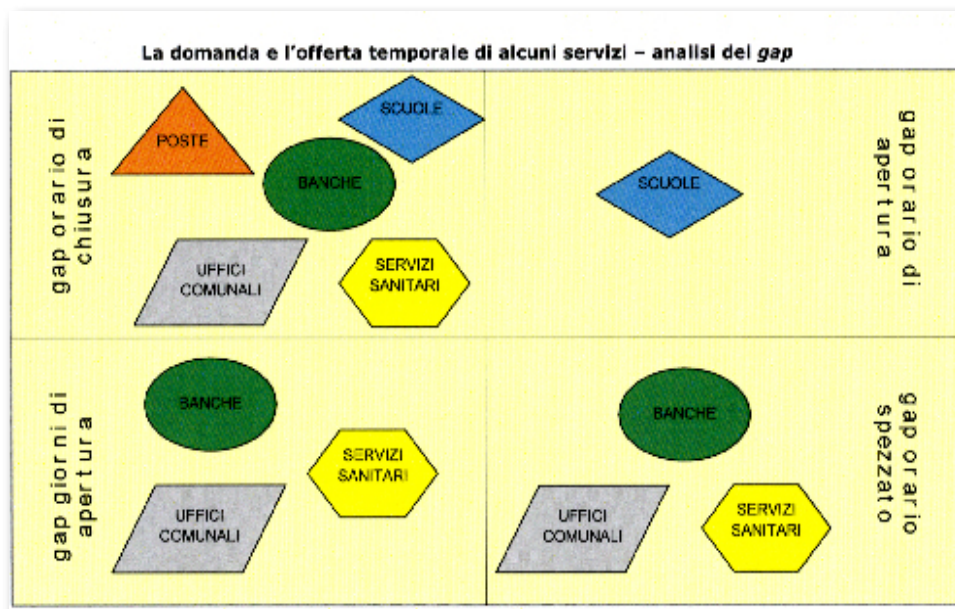 La domanda e l'offerta temporale di alcuni servizi – analisi dei gap
gap orario di
chiusura
POSTE
SCUOLE
BANCHE
UFFICI
COMUNALI
SERVIZI
SANITARI
SCUOLE
gap orario di
apertura
gap giorni di
apertura
BANCHE
SERVIZI
SANITARI
UFFICI
COMUNALI
BANCHE
UFFICI
COMUNALI
SERVIZI
SANITARI
gap orario
spezzato